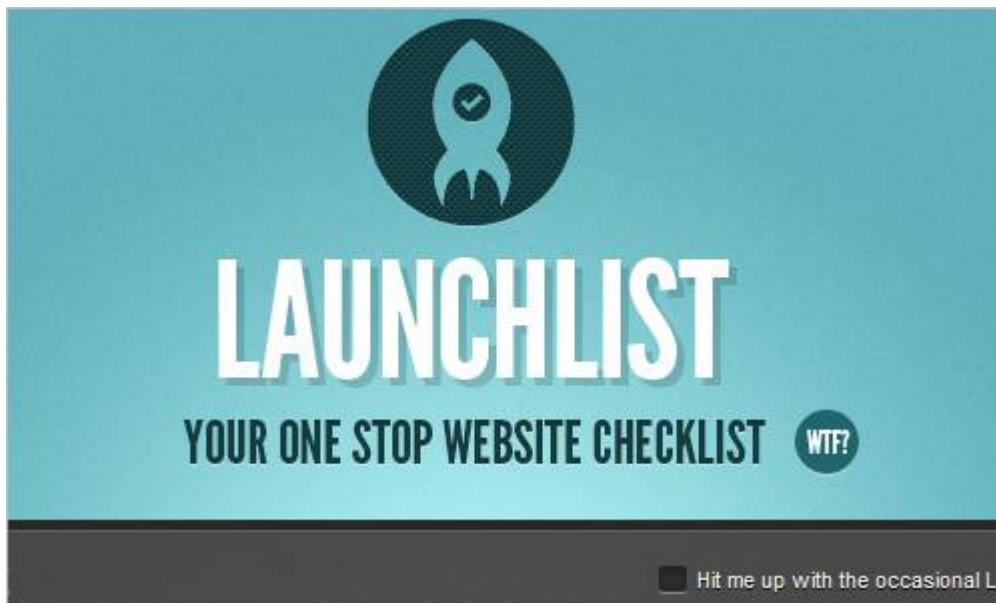 LAUNCHLIST
YOUR ONE STOP WEBSITE CHECKLIST WTF?
Hit me up with the occasional L